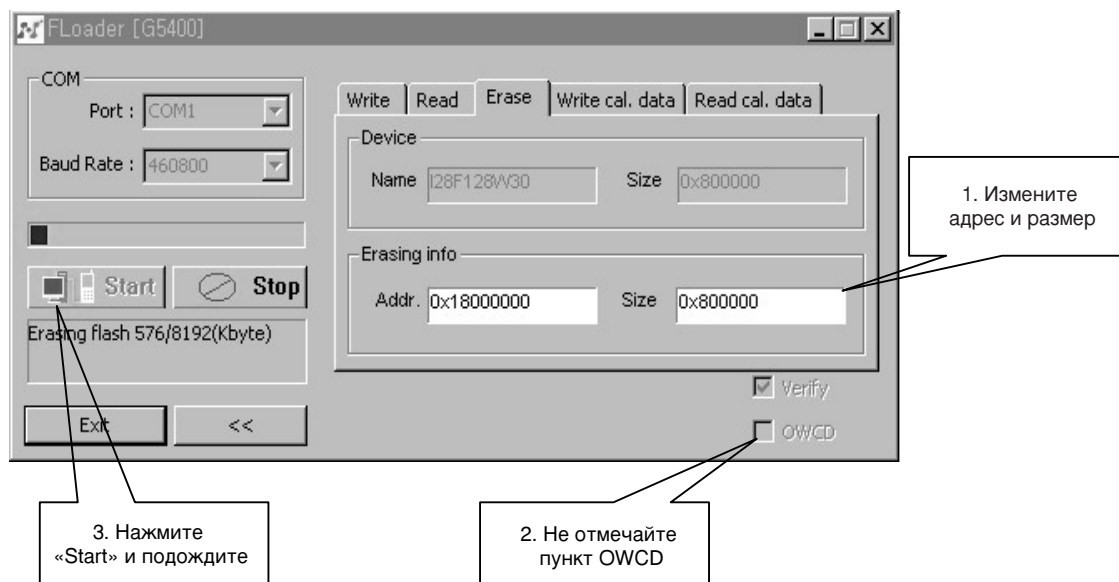 FLoader [G5400]
COM
Port : COM1
Baud Rate : 460800
Start Stop
Erasing flash 576/8192(Kbyte)
Exit <<
Write Read Erase Write cal. data Read cal. data
Device
Name I28F128W30 Size 0x800000
Erasing info
Addr. 0x18000000 Size 0x800000
Verify
OWCD
1. Измените
адрес и размер
3. Нажмите
«Start» и подождите
2. Не отмечайте
пункт OWCD